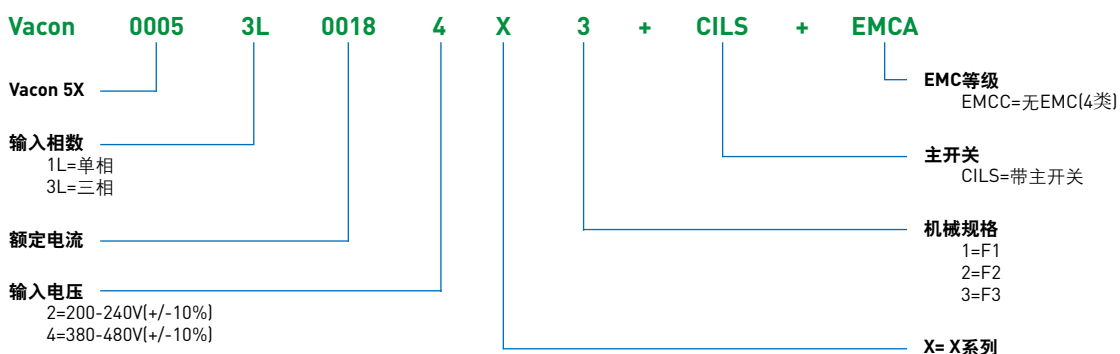 Vacon 0005 3L 0018 4 X 3 + CILS + EMCA
Vacon 5X
输入相数
1L=单相
3L=三相
额定电流
输入电压
2=200-240V(+/-10%)
4=380-480V(+/-10%)
EMC等级
EMCC=无EMC(4类)
主开关
CILS=带主开关
机械规格
1=F1
2=F2
3=F3
X= X系列